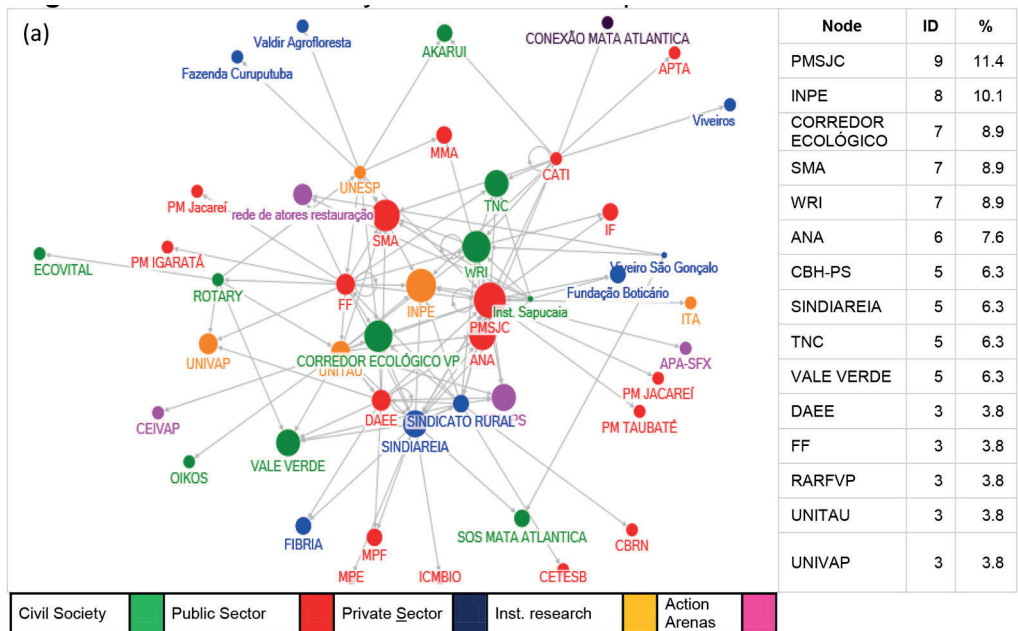 (a)
Valdir Agrofloresta
AKARUI
CONEXÃO MATA ATLANTICA
Fazenda Curuputuba
APTA
Viveiros
MMA
CATI
UNESP
TNC
PM Jacareí
rede de atores restauração
IF
SMA
WRI
PM IGARATÁ
Viveiro São Gonçalo
ECOVITAL
ROTARY
FF
INPE
Fundação Boticário
Inst. Sapucaia
PMSJC
ITA
UNIVAP
CORREDOR ECOLÓGICO VP
ANA
APA-SFX
UNITAU
PM JACAREÍ
CEIVAP
DAEE
SINDICATO RURAL
PS
PM TAUBATÉ
SINDIAREIA
VALE VERDE
OIKOS
FIBRIA
SOS MATA ATLANTICA
MPF
CBRN
MPE
ICMBIO
CETESB
Node ID %
PMSJC 9 11.4
INPE 8 10.1
CORREDOR
ECOLÓGICO 7 8.9
SMA 7 8.9
WRI 7 8.9
ANA 6 7.6
CBH-PS 5 6.3
SINDIAREIA 5 6.3
TNC 5 6.3
VALE VERDE 5 6.3
DAEE 3 3.8
FF 3 3.8
RARFVP 3 3.8
UNITAU 3 3.8
UNIVAP 3 3.8
Civil Society Public Sector Private Sector Inst. research Action
Arenas